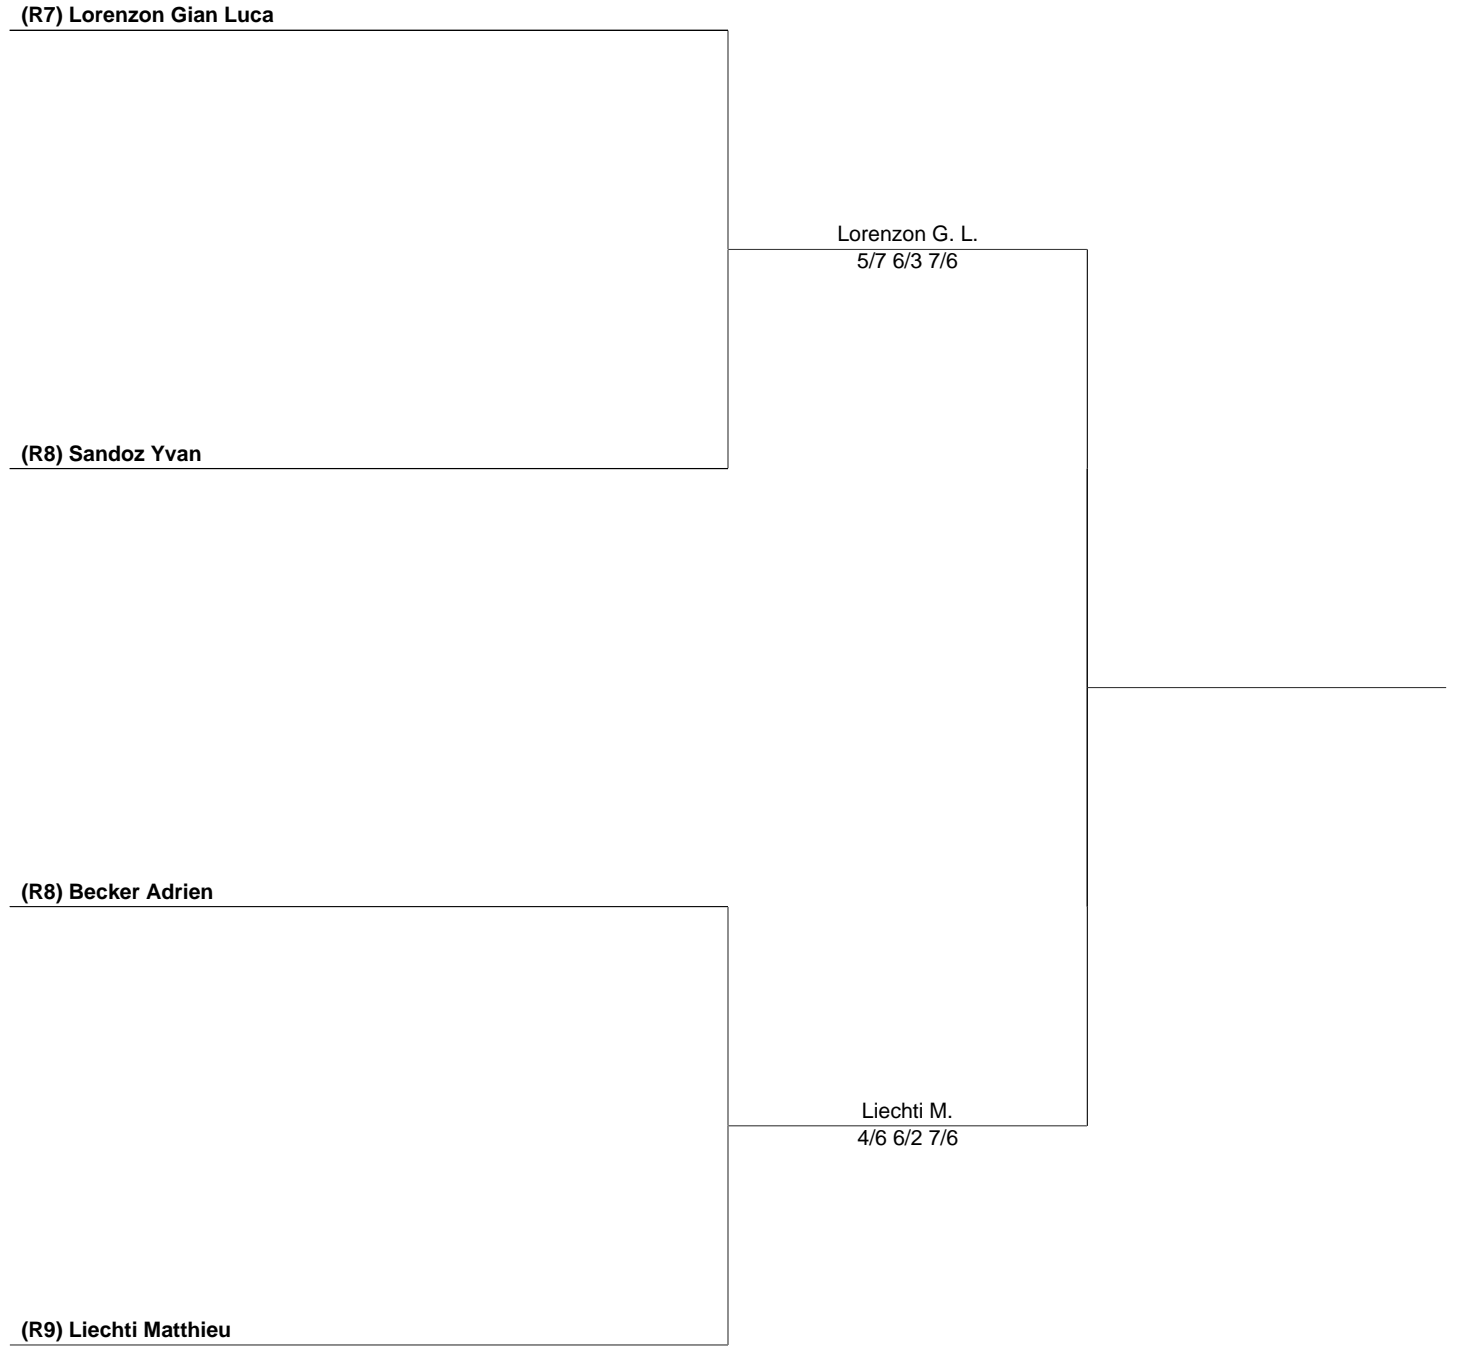 (R7) Lorenzon Gian Luca
Lorenzon G. L.
5/7 6/3 7/6
(R8) Sandoz Yvan
(R8) Becker Adrien
Liechti M.
4/6 6/2 7/6
(R9) Liechti Matthieu